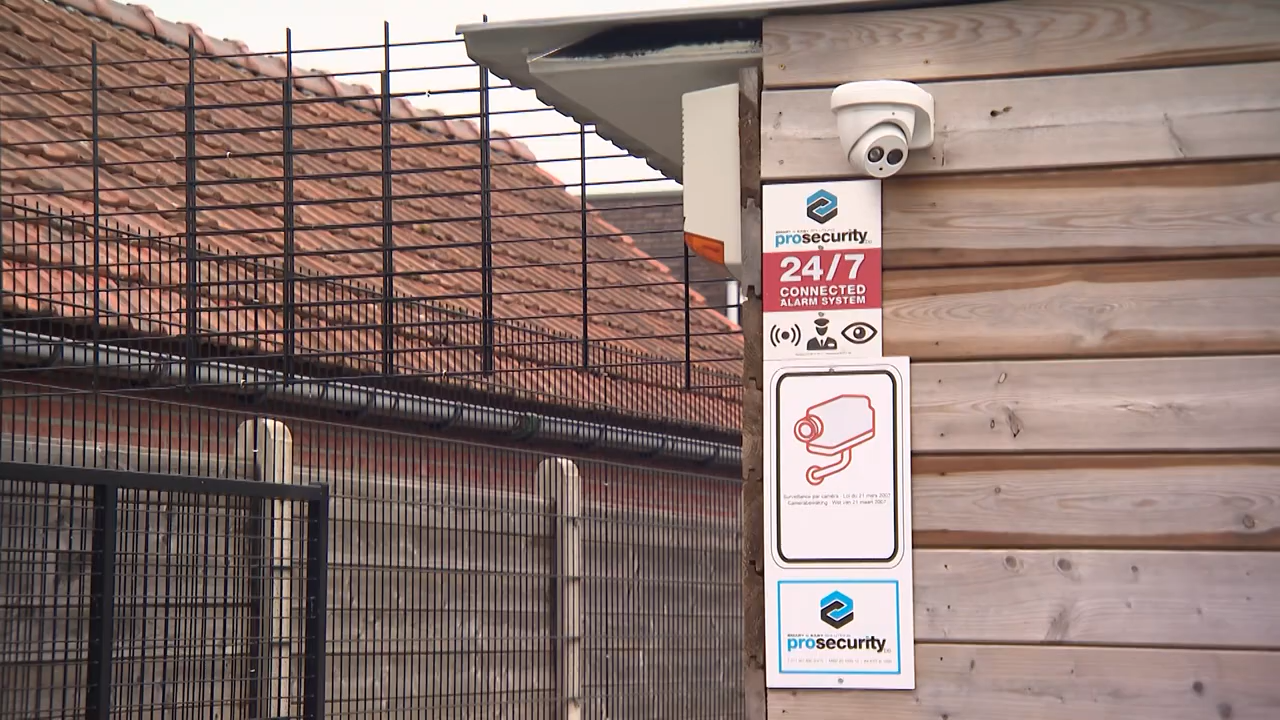 prosecurity
24/7
CONNECTED
ALARM SYSTEM
Surveillance par caméra - Loi du 21 mars 2007
Camerabewaking - Wet van 21 maart 2007
prosecurity